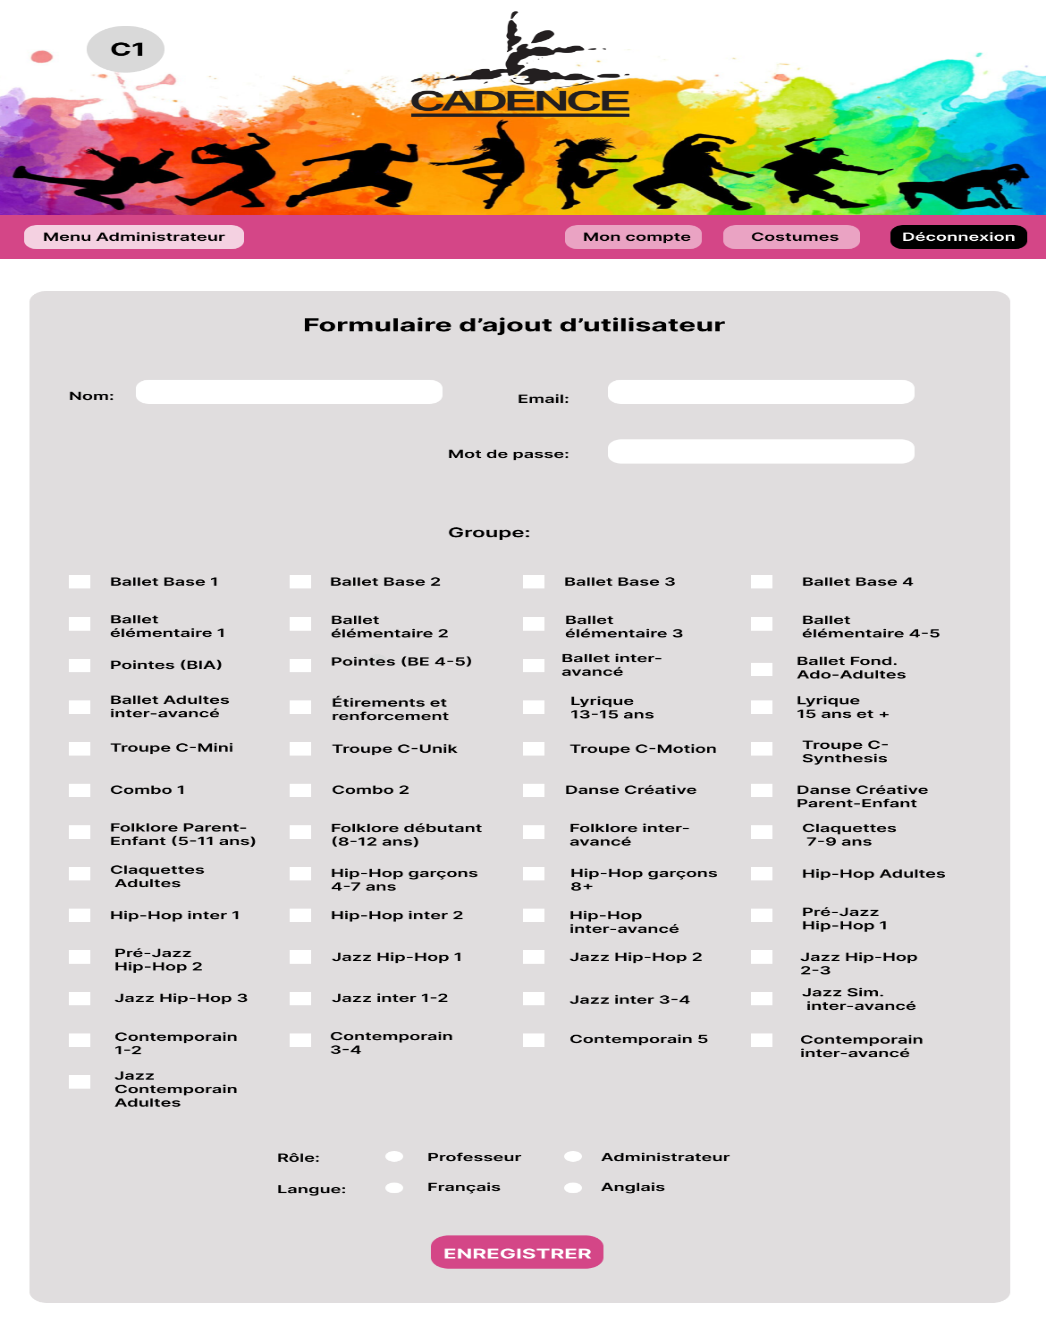 C1
CADENCE
Menu Administrateur
Mon compte
Costumes
Déconnexion
Formulaire d’ajout d’utilisateur
Nom:
Email:
Mot de passe:
Groupe:
Ballet Base 1
Ballet Base 2
Ballet Base 3
Ballet Base 4
Ballet
élémentaire 1
Ballet
élémentaire 2
Ballet
élémentaire 3
Ballet
élémentaire 4-5
Pointes (BIA)
Pointes (BE 4-5)
Ballet inter-
avancé
Ballet Fond.
Ado-Adultes
Ballet Adultes
inter-avancé
Étirements et
renforcement
Lyrique
13-15 ans
Lyrique
15 ans et +
Troupe C-Mini
Troupe C-Unik
Troupe C-Motion
Troupe C-
Synthesis
Combo 1
Combo 2
Danse Créative
Danse Créative
Parent-Enfant
Folklore Parent-
Enfant (5-11 ans)
Folklore débutant
(8-12 ans)
Folklore inter-
avancé
Claquettes
7-9 ans
Claquettes
Adultes
Hip-Hop garçons
4-7 ans
Hip-Hop garçons
8+
Hip-Hop Adultes
Hip-Hop inter 1
Hip-Hop inter 2
Hip-Hop
inter-avancé
Pré-Jazz
Hip-Hop 1
Pré-Jazz
Hip-Hop 2
Jazz Hip-Hop 1
Jazz Hip-Hop 2
Jazz Hip-Hop
2-3
Jazz Hip-Hop 3
Jazz inter 1-2
Jazz inter 3-4
Jazz Sim.
inter-avancé
Contemporain
1-2
Contemporain
3-4
Contemporain 5
Contemporain
inter-avancé
Jazz
Contemporain
Adultes
Rôle:
Professeur
Administrateur
Langue:
Français
Anglais
ENREGISTRER